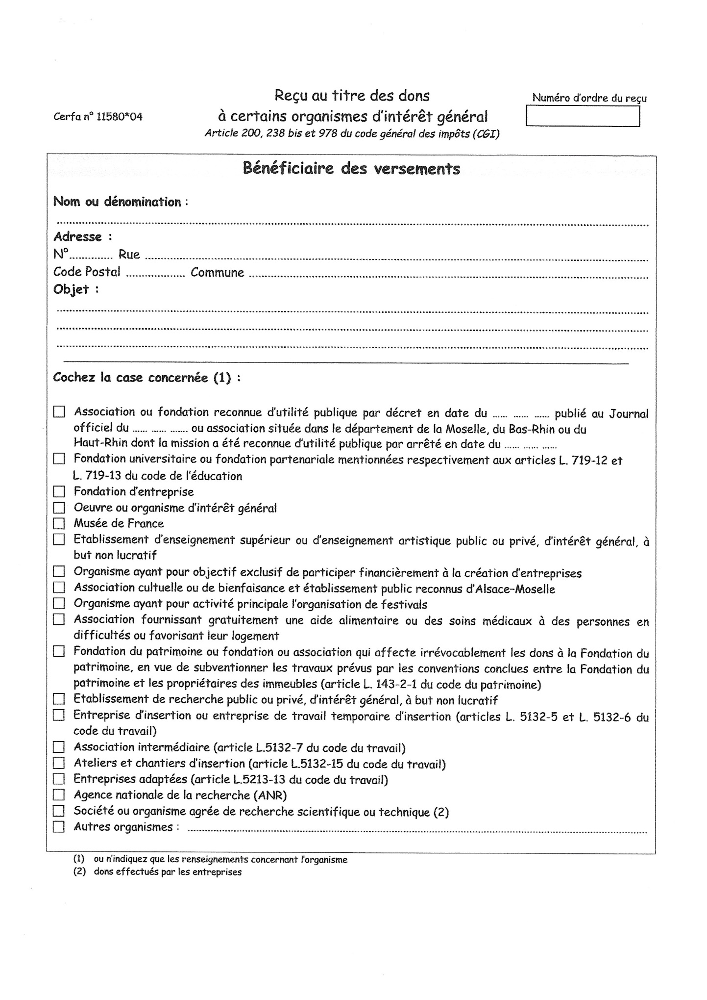 Reçu au titre des dons
à certains organismes d'intérêt général
Article 200, 238 bis et 978 du code général des impôts (CGI)
Cerfa n° 11580*04
Numéro d'ordre du reçu
Bénéficiaire des versements
Nom ou dénomination :
Adresse :
N°.............. Rue ..............
Code Postal ................... Commune ...................
Objet :
Cochez la case concernée (1) :
Association ou fondation reconnue d'utilité publique par décret en date du ...... ...... ...... publié au Journal
officiel du ...... ...... ....... ou association située dans le département de la Moselle, du Bas-Rhin ou du
Haut-Rhin dont la mission a été reconnue d'utilité publique par arrêté en date du ...... ...... ......
Fondation universitaire ou fondation partenariale mentionnées respectivement aux articles L. 719-12 et
L. 719-13 du code de l'éducation
Fondation d'entreprise
Oeuvre ou organisme d'intérêt général
Musée de France
Etablissement d'enseignement supérieur ou d'enseignement artistique public ou privé, d'intérêt général, à
but non lucratif
Organisme ayant pour objectif exclusif de participer financièrement à la création d'entreprises
Association cultuelle ou de bienfaisance et établissement public reconnus d'Alsace-Moselle
Organisme ayant pour activité principale l'organisation de festivals
Association fournissant gratuitement une aide alimentaire ou des soins médicaux à des personnes en
difficultés ou favorisant leur logement
Fondation du patrimoine ou fondation ou association qui affecte irrévocablement les dons à la Fondation du
patrimoine, en vue de subventionner les travaux prévus par les conventions conclues entre la Fondation du
patrimoine et les propriétaires des immeubles (article L. 143-2-1 du code du patrimoine)
Etablissement de recherche public ou privé, d'intérêt général, à but non lucratif
Entreprise d'insertion ou entreprise de travail temporaire d'insertion (articles L. 5132-5 et L. 5132-6 du
code du travail)
Association intermédiaire (article L.5132-7 du code du travail)
Ateliers et chantiers d'insertion (article L.5132-15 du code du travail)
Entreprises adaptées (article L.5213-13 du code du travail)
Agence nationale de la recherche (ANR)
Société ou organisme agrée de recherche scientifique ou technique (2)
Autres organismes : ..............
(1) ou n'indiquez que les renseignements concernant l'organisme
(2) dons effectués par les entreprises